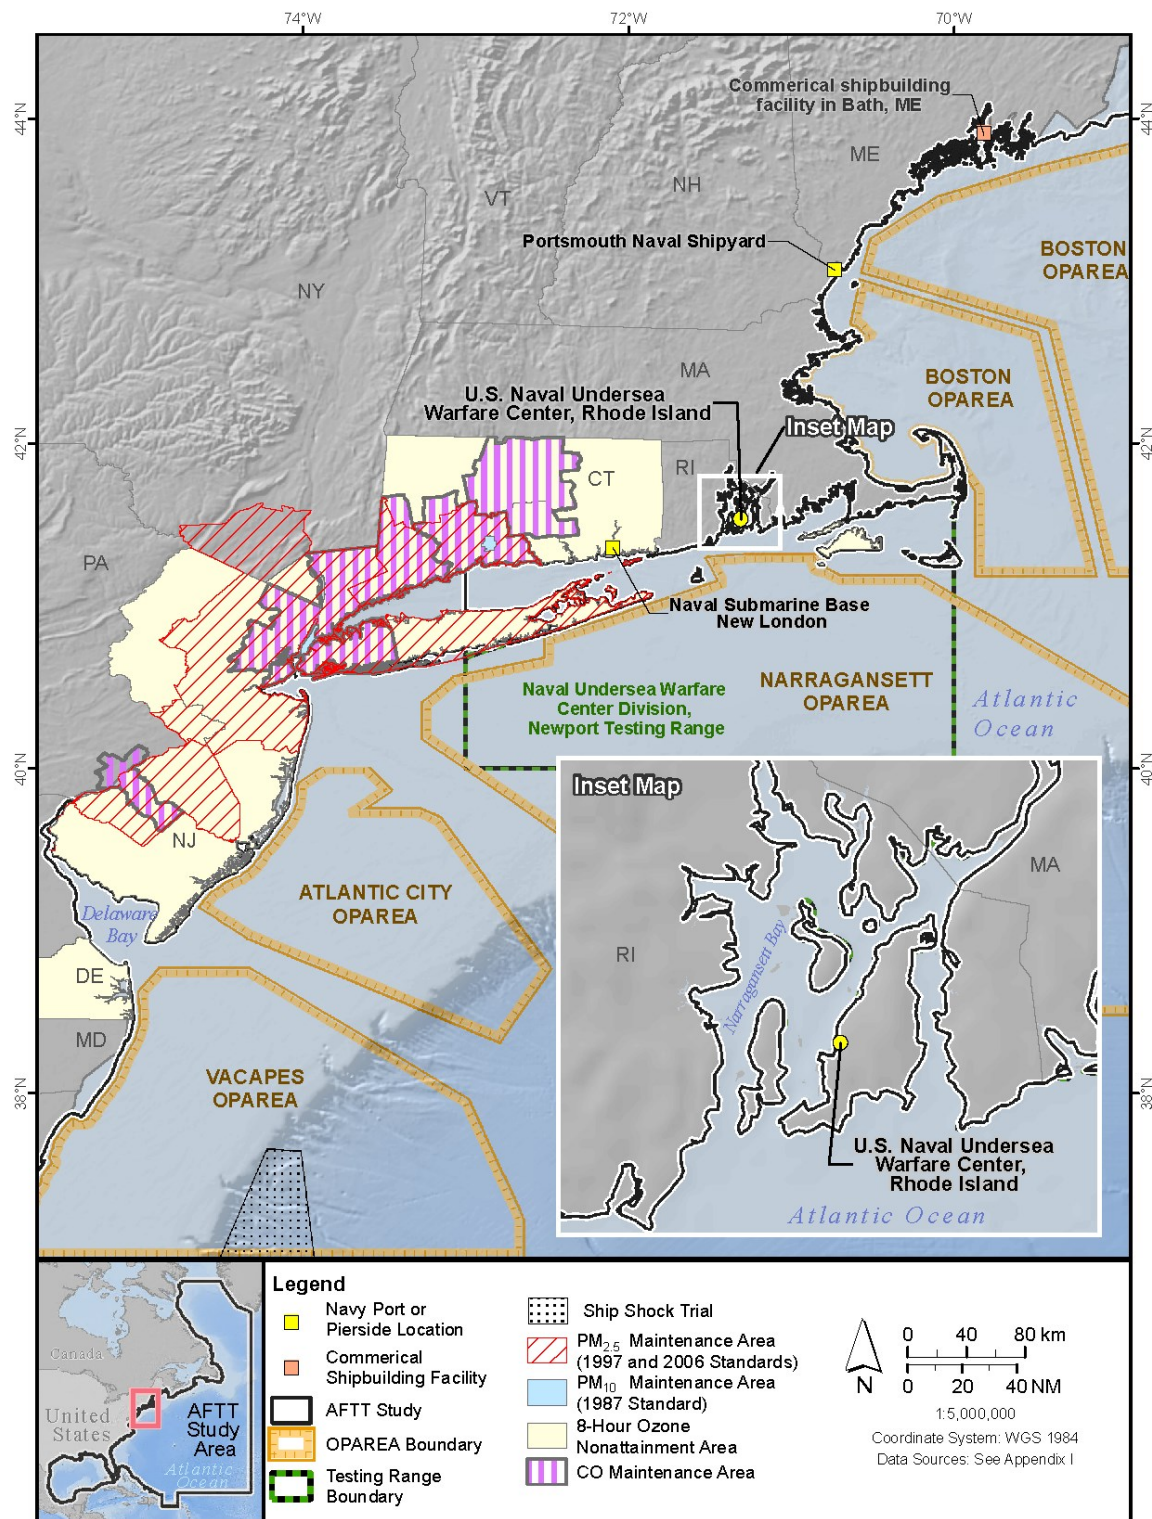 74°W
72°W
70°W
44°N
44°N
42°N
42°N
40°N
40°N
38°N
38°N
Commerical shipbuilding
facility in Bath, ME
ME
NH
VT
Portsmouth Naval Shipyard
NY
BOSTON
OPAREA
MA
BOSTON
OPAREA
U.S. Naval Undersea
Warfare Center, Rhode Island
Inset Map
RI
CT
PA
Naval Submarine Base
New London
Naval Undersea Warfare
Center Division,
Newport Testing Range
NARRAGANSETT
OPAREA
Atlantic
Ocean
NJ
ATLANTIC CITY
OPAREA
Delaware
Bay
DE
MD
VACAPES
OPAREA
Inset Map
MA
RI
Narragansett Bay
U.S. Naval Undersea
Warfare Center,
Rhode Island
Atlantic Ocean
Canada
United
States
AFTT
Study
Area
Atlantic
Ocean
Legend
Navy Port or
Pierside Location
Commerical
Shipbuilding Facility
AFTT Study
OPAREA Boundary
Testing Range
Boundary
Ship Shock Trial
PM2.5 Maintenance Area
(1997 and 2006 Standards)
PM10 Maintenance Area
(1987 Standard)
8-Hour Ozone
Nonattainment Area
CO Maintenance Area
N
0 40 80 km
0 20 40 NM
1:5,000,000
Coordinate System: WGS 1984
Data Sources: See Appendix I